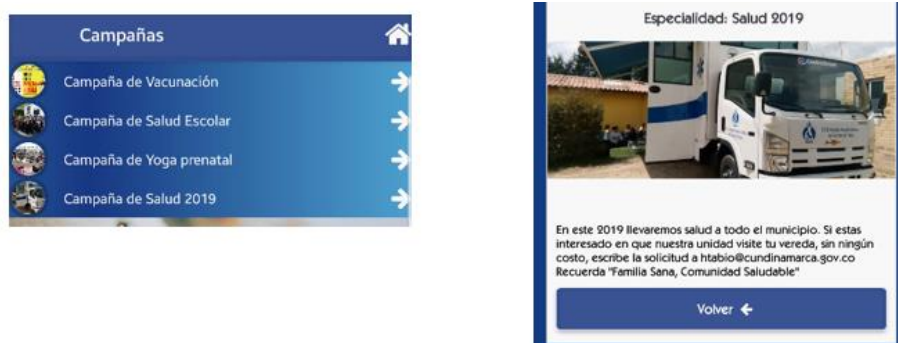 Campañas
Campaña de Vacunación
Campaña de Salud Escolar
Campaña de Yoga prenatal
Campaña de Salud 2019
Especialidad: Salud 2019
En este 2019 llevaremos salud a todo el municipio. Si estas
interesado en que nuestra unidad visite tu vereda, sin ningún
costo, escribe la solicitud a htabio@cundinamarca.gov.co
Recuerda "Familia Sana, Comunidad Saludable"
Volver